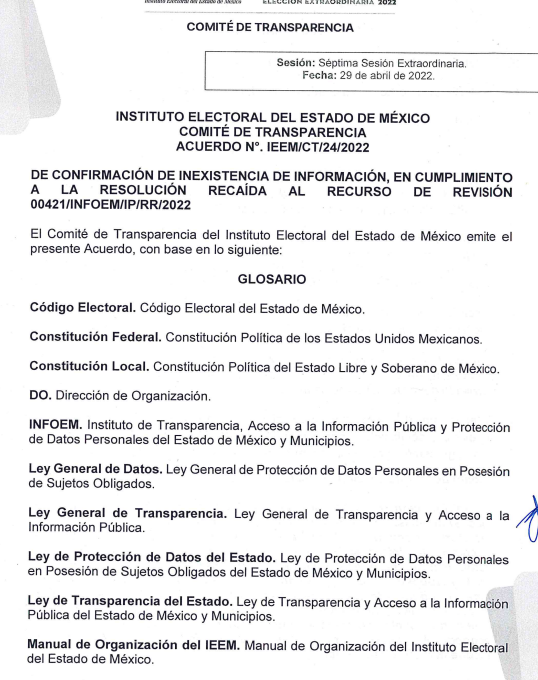 Instituto Electoral del Estado de México
ELECCIÓN EXTRAORDINARIA 2022
COMITÉ DE TRANSPARENCIA
Sesión: Séptima Sesión Extraordinaria.
Fecha: 29 de abril de 2022.
INSTITUTO ELECTORAL DEL ESTADO DE MÉXICO
COMITÉ DE TRANSPARENCIA
ACUERDO N°. IEEM/CT/24/2022
DE CONFIRMACIÓN DE INEXISTENCIA DE INFORMACIÓN, EN CUMPLIMIENTO
A LA RESOLUCIÓN RECAÍDA AL RECURSO DE REVISIÓN
00421/INFOEM/IP/RR/2022
El Comité de Transparencia del Instituto Electoral del Estado de México emite el
presente Acuerdo, con base en lo siguiente:
GLOSARIO
Código Electoral. Código Electoral del Estado de México.
Constitución Federal. Constitución Política de los Estados Unidos Mexicanos.
Constitución Local. Constitución Política del Estado Libre y Soberano de México.
DO. Dirección de Organización.
INFOEM. Instituto de Transparencia, Acceso a la Información Pública y Protección
de Datos Personales del Estado de México y Municipios.
Ley General de Datos. Ley General de Protección de Datos Personales en Posesión
de Sujetos Obligados.
Ley General de Transparencia. Ley General de Transparencia y Acceso a la
Información Pública.
Ley de Protección de Datos del Estado. Ley de Protección de Datos Personales
en Posesión de Sujetos Obligados del Estado de México y Municipios.
Ley de Transparencia del Estado. Ley de Transparencia y Acceso a la Información
Pública del Estado de México y Municipios.
Manual de Organización del IEEM. Manual de Organización del Instituto Electoral
del Estado de México.